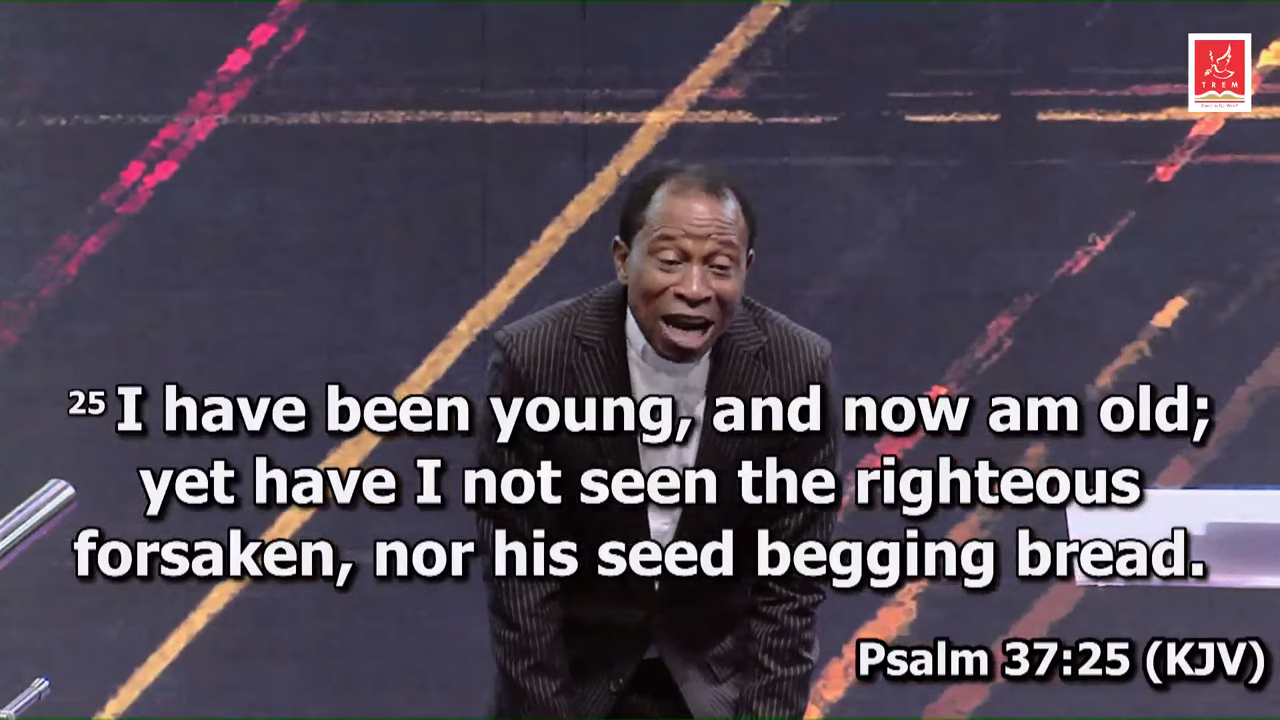 TREM
25 I have been young, and now am old;
yet have I not seen the righteous
forsaken, nor his seed begging bread.
Psalm 37:25 (KJV)